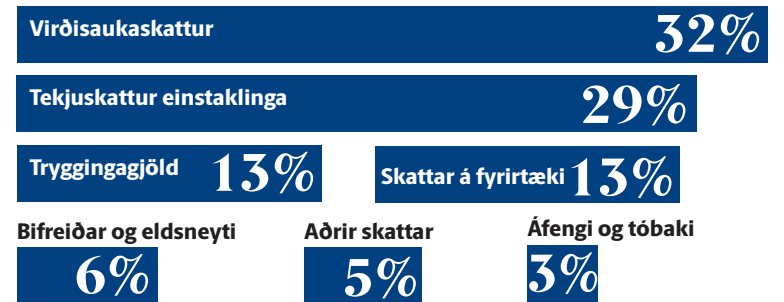 Virðisaukaskattur 32%
Tekjuskattur einstaklinga 29%
Tryggingagjöld 13% Skattar á fyrirtæki 13%
Bifreiðar og eldsneyti Aðrir skattar Áfengi og tóbaki
6% 5% 3%